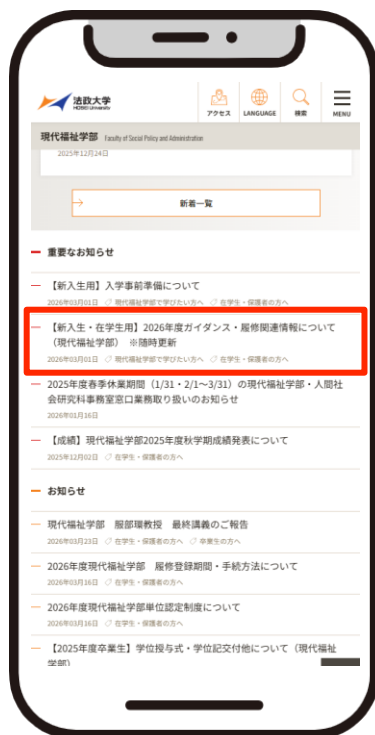 法政大学
HOSEI University
アクセス
LANGUAGE
検索
MENU
現代福祉学部 Faculty of Social Policy and Administration
2025年12月24日
新着一覧
重要なお知らせ
【新入生用】入学事前準備について
2026年03月01日 現代福祉学部で学びたい方へ 在学生・保護者の方へ
【新入生・在学生用】2026年度ガイダンス・履修関連情報について
（現代福祉学部） ※随時更新
2026年03月01日 現代福祉学部で学びたい方へ 在学生・保護者の方へ
2025年度春季休業期間（1/31・2/1～3/31）の現代福祉学部・人間社
会研究科事務室窓口業務取り扱いのお知らせ
2026年01月16日
【成績】現代福祉学部2025年度秋学期成績発表について
2025年12月02日 在学生・保護者の方へ
お知らせ
現代福祉学部 服部環教授 最終講義のご報告
2026年03月23日 在学生・保護者の方へ 卒業生の方へ
2026年度現代福祉学部 履修登録期間・手続方法について
2026年03月16日 在学生・保護者の方へ
2026年度現代福祉学部単位認定制度について
2026年03月16日 在学生・保護者の方へ
【2025年度卒業生】学位授与式・学位記交付他について（現代福祉
学部）